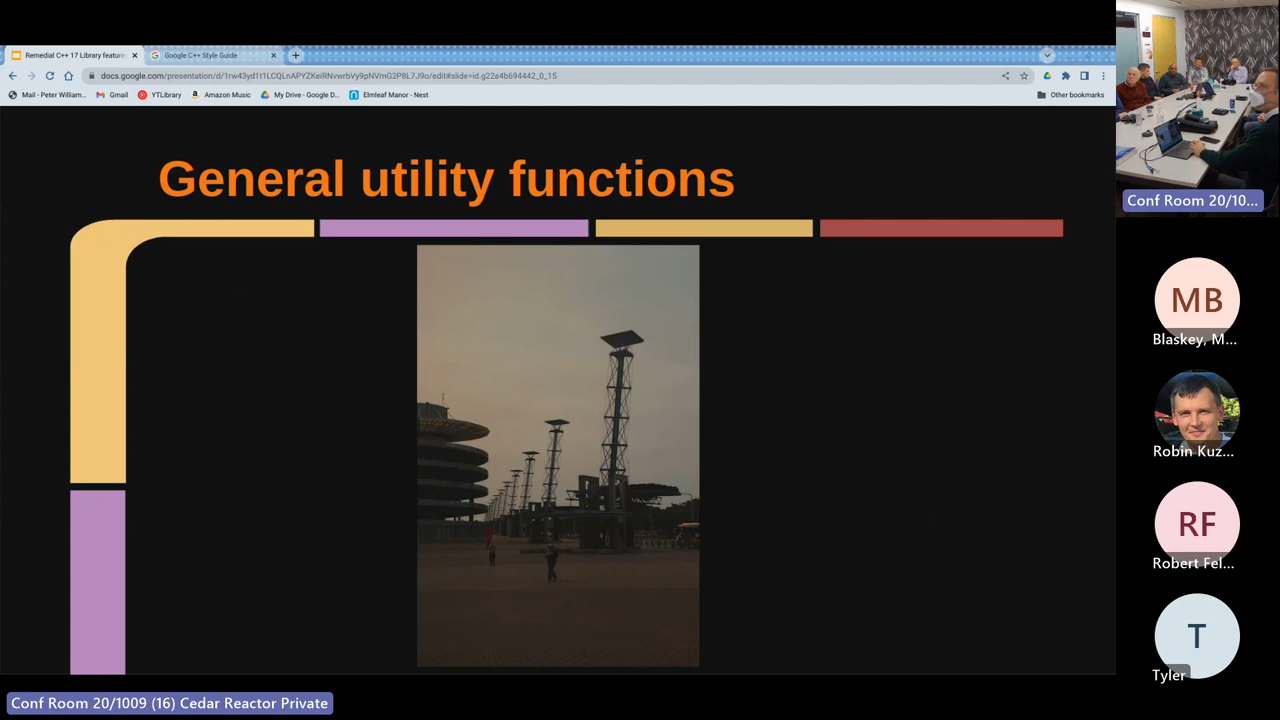 Remedial C++ 17 Library feature
Google C++ Style Guide
docs.google.com/presentation/d/1rw43yd1t1LCQLnAPYZKeiRNvwrbVy9pNVmG2P8L7J9o/edit#slide=id.g22e4b694442_0_15
Mail - Peter William...
Gmail
YTLibrary
Amazon Music
My Drive - Google D...
Elmleaf Manor - Nest
Other bookmarks
General utility functions
Conf Room 20/10...
MB
Blaskey, M...
Robin Kuz...
RF
Robert Fel...
T
Tyler
Conf Room 20/1009 (16) Cedar Reactor Private